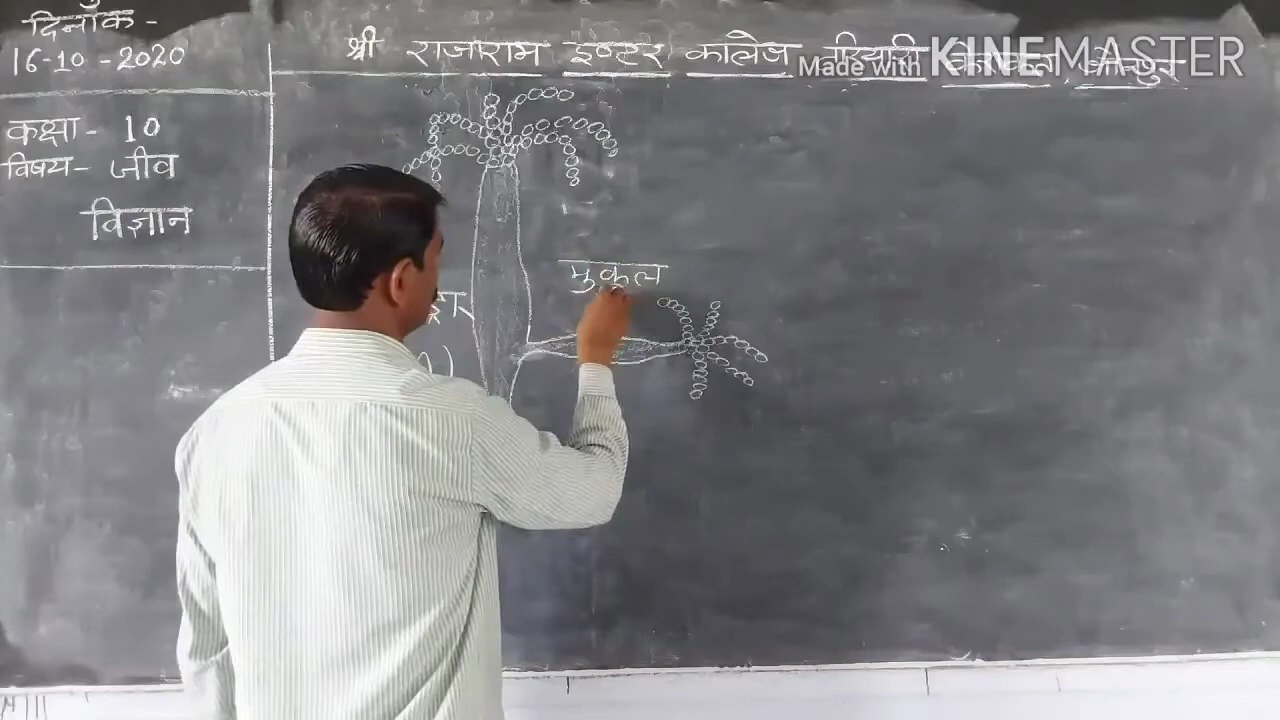 दिनाँक -
16-10-2020
श्री राजाराम इण्टर कालेज
Made with KINEMASTER
कक्षा - 10
विषय - जीव
विज्ञान
मुकुल